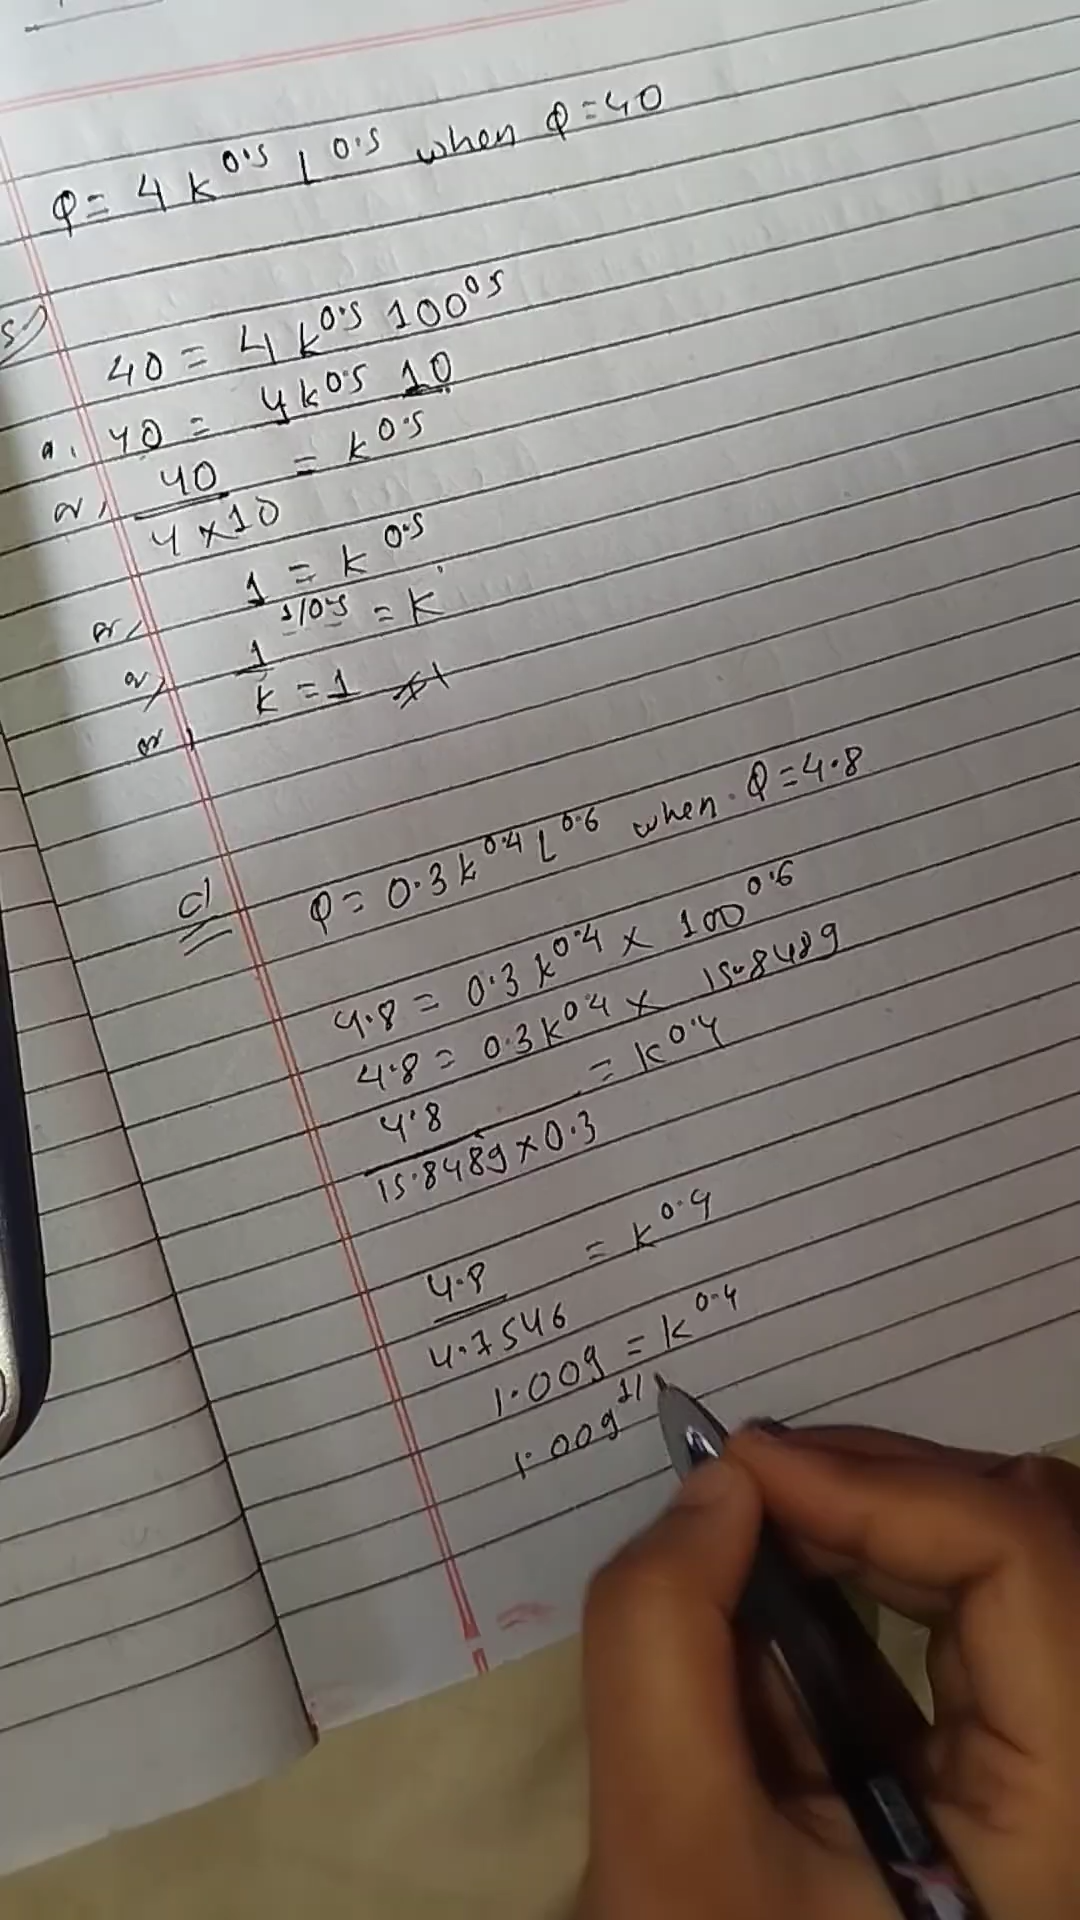 Q = 4 K^0.5 L^0.5 when Q = 40
40 = 4 K^0.5 100^0.5
or, 40 = 4 K^0.5 10
or, 40 / 4 × 10 = K^0.5
or, 1 = K^0.5
or, 1^1/0.5 = K
or, K = 1
c) Q = 0.3 K^0.4 L^0.6 when Q = 4.8
4.8 = 0.3 K^0.4 × 100^0.6
4.8 = 0.3 K^0.4 × 15.8489
4.8 / 15.8489 × 0.3 = K^0.4
4.8 / 4.7546 = K^0.4
1.009 = K^0.4
1.009^1/